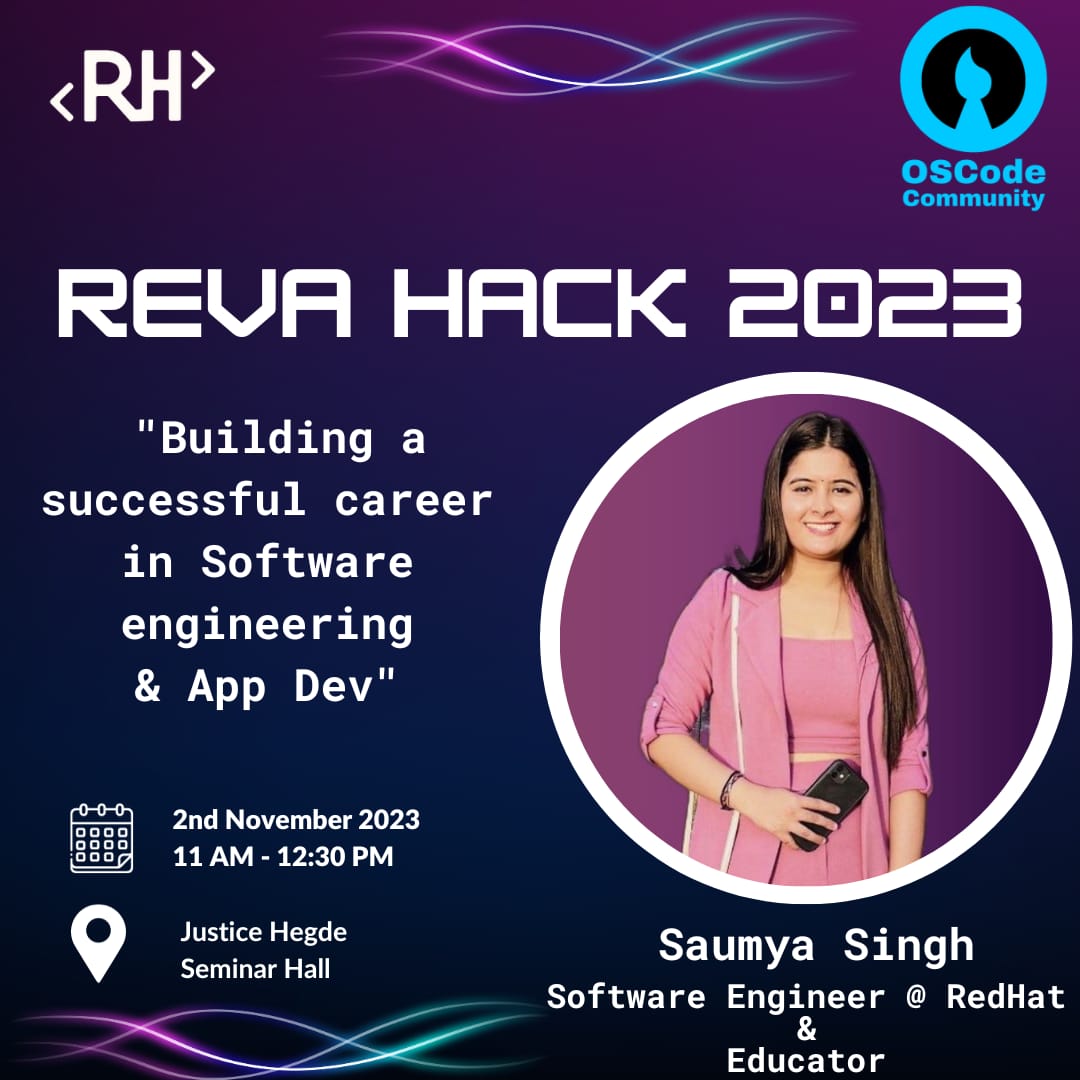 <RH>
OSCode
Community
REVA HACK 2023
"Building a
successful career
in Software
engineering
& App Dev"
2nd November 2023
11 AM - 12:30 PM
Justice Hegde
Seminar Hall
Saumya Singh
Software Engineer @ RedHat
&
Educator